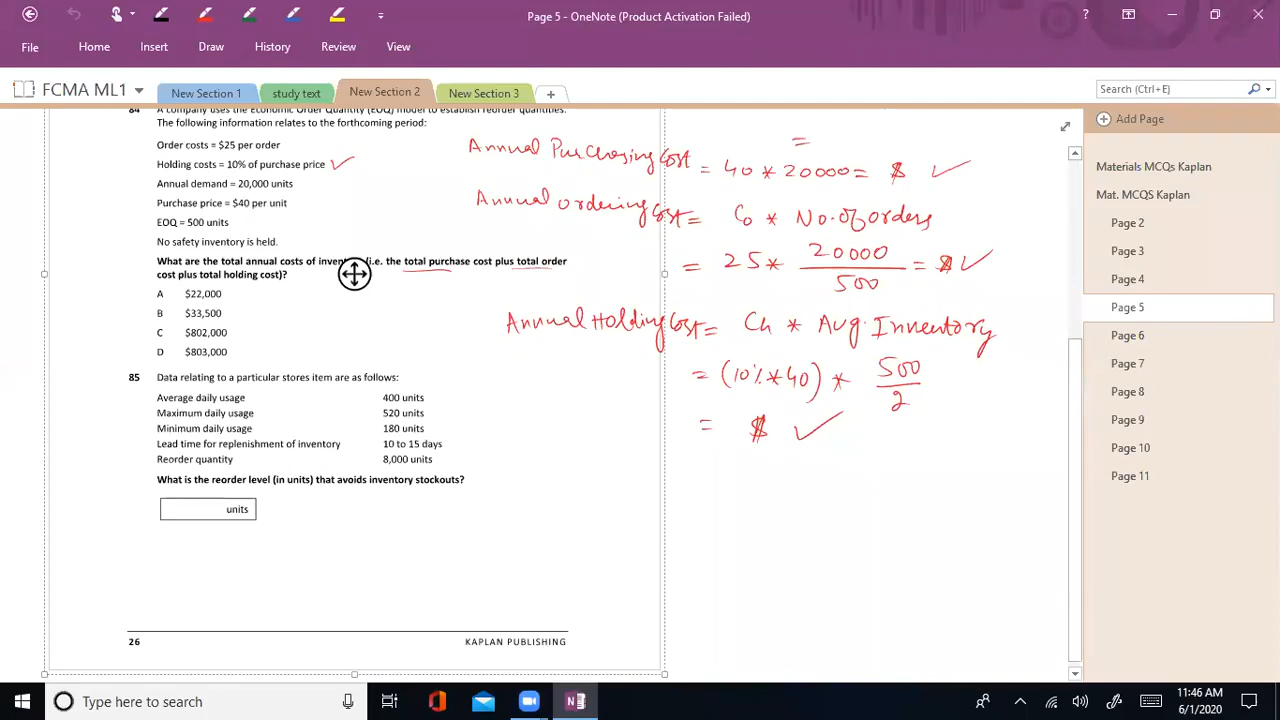 Page 5 - OneNote (Product Activation Failed)
File Home Insert Draw History Review View
FCMA ML1 New Section 1 study text New Section 2 New Section 3
Search (Ctrl+E)
84 A company uses the Economic Order Quantity (EOQ) model to establish reorder quantities.
The following information relates to the forthcoming period:
Order costs = $25 per order
Holding costs = 10% of purchase price
Annual demand = 20,000 units
Purchase price = $40 per unit
EOQ = 500 units
No safety inventory is held.
What are the total annual costs of (i.e. the total purchase cost plus total order
cost plus total holding cost)?
A $22,000
B $33,500
C $802,000
D $803,000
85 Data relating to a particular stores item are as follows:
Average daily usage 400 units
Maximum daily usage 520 units
Minimum daily usage 180 units
Lead time for replenishment of inventory 10 to 15 days
Reorder quantity 8,000 units
What is the reorder level (in units) that avoids inventory stockouts?
units
26 KAPLAN PUBLISHING
=
Annual Purchasing Cost = 40 * 20000 = $ ✓
Annual Ordering Cost = Co * No. of orders
= 25 * 20000 / 500 = $ ✓
Annual Holding Cost = Ch * Avg. Inventory
= (10% * 40) * 500 / 2
= $ ✓
Add Page
Materials MCQs Kaplan
Mat. MCQS Kaplan
Page 2
Page 3
Page 4
Page 5
Page 6
Page 7
Page 8
Page 9
Page 10
Page 11
Type here to search
11:46 AM
6/1/2020